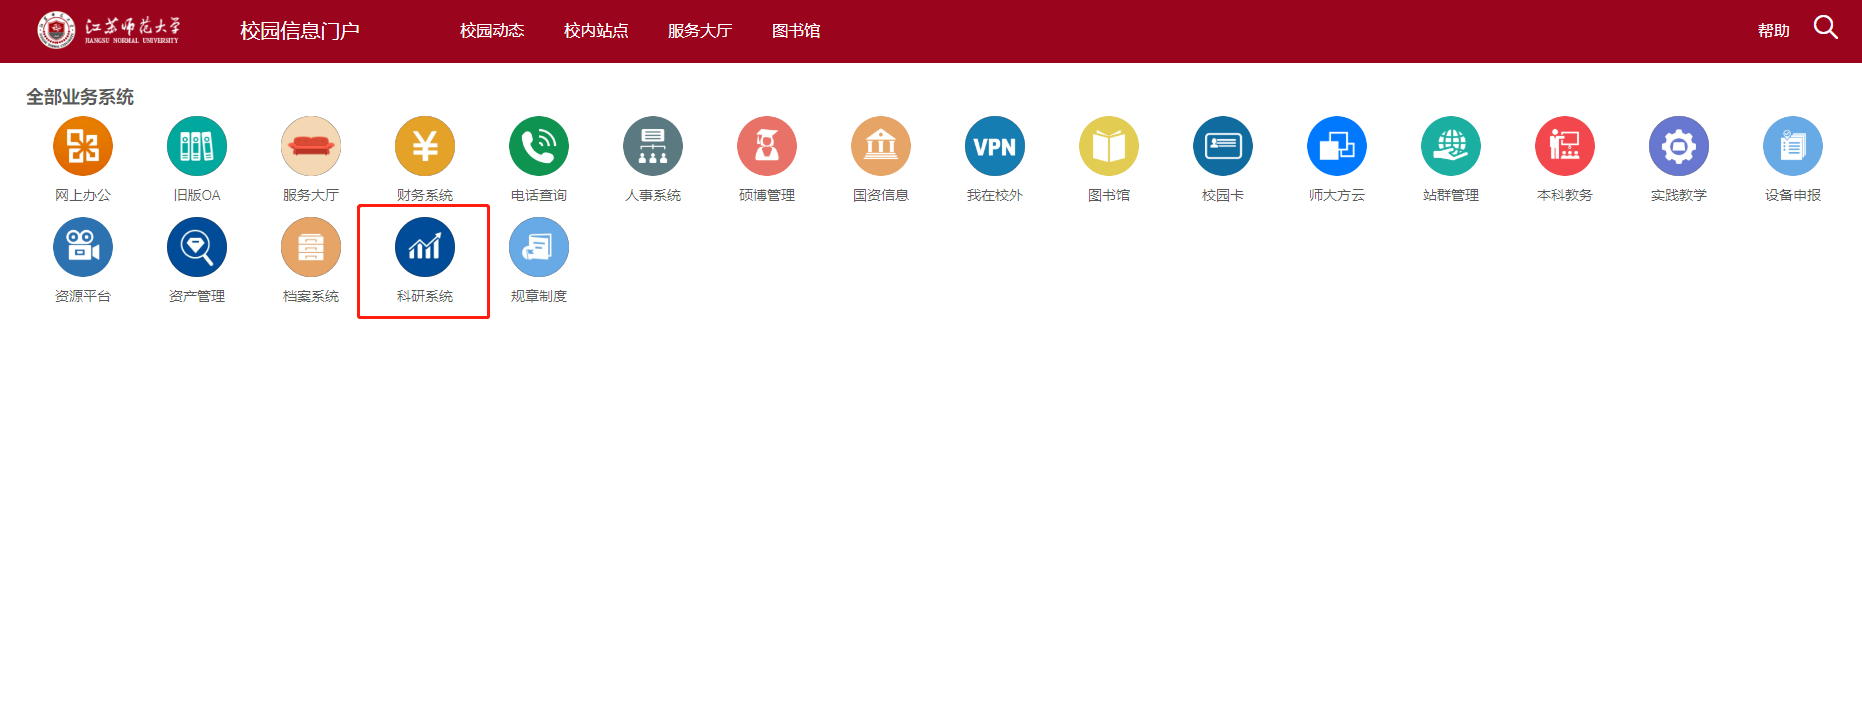 江苏师范大学
JIANGSU NORMAL UNIVERSITY
校园信息门户
校园动态 校内站点 服务大厅 图书馆
帮助
全部业务系统
¥ VPN
网上办公 旧版OA 服务大厅 财务系统 电话查询 人事系统 硕博管理 国资信息 我在校外 图书馆 校园卡 师大方云 站群管理 本科教务 实践教学 设备申报
资源平台 资产管理 档案系统 科研系统 规章制度